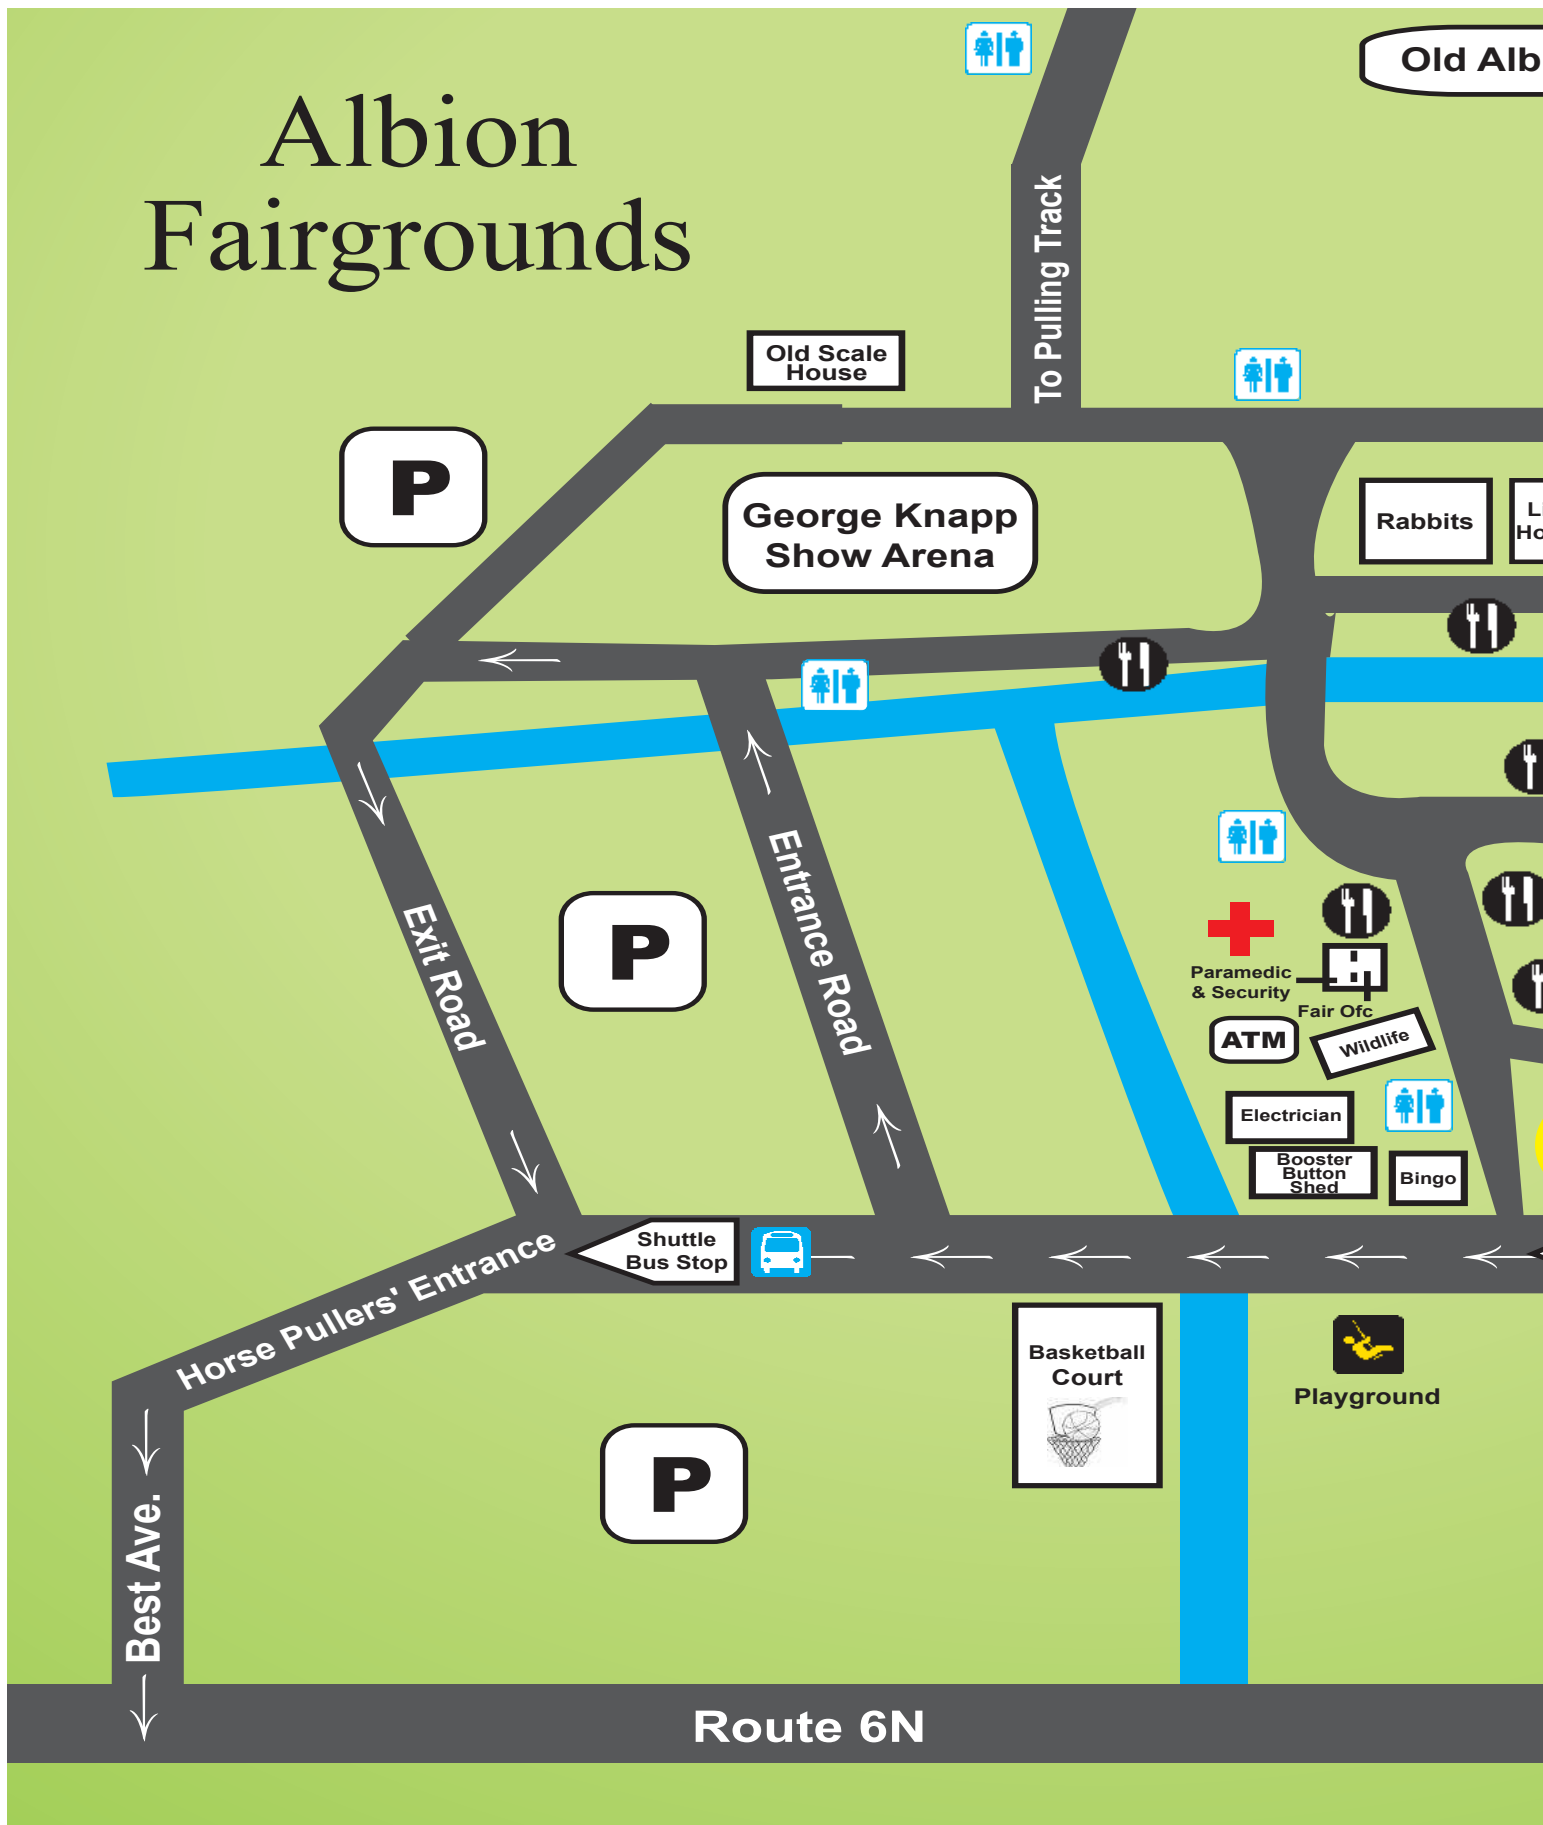 Albion
Fairgrounds
Old Alb
To Pulling Track
Old Scale
House
P
George Knapp
Show Arena
Rabbits
Ho
P
Exit Road
Entrance Road
Paramedic
& Security
Fair Ofc
ATM
Wildlife
Electrician
Booster
Button
Shed
Bingo
Shuttle
Bus Stop
Horse Pullers' Entrance
Basketball
Court
Playground
P
Best Ave.
Route 6N